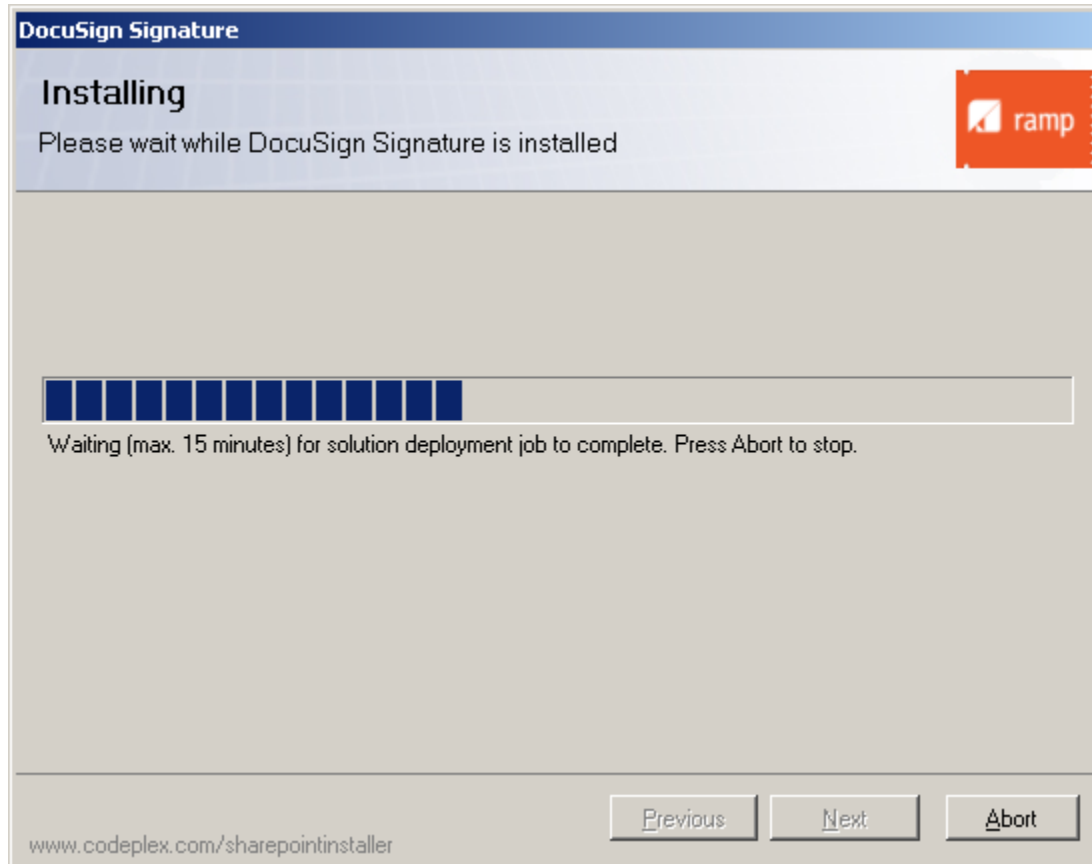 DocuSign Signature
Installing
Please wait while DocuSign Signature is installed
ramp
Waiting (max. 15 minutes) for solution deployment job to complete. Press Abort to stop.
Previous
Next
Abort
www.codeplex.com/sharepointinstaller